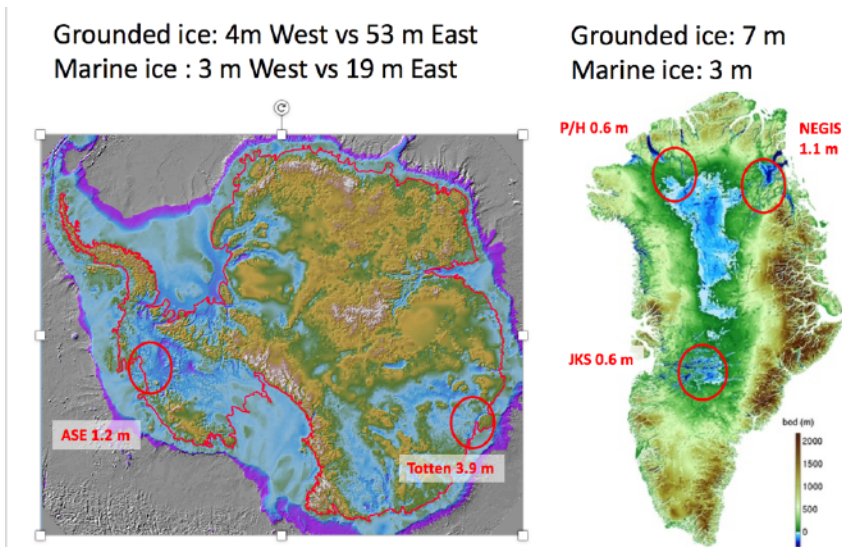 Grounded ice: 4m West vs 53 m East
Marine ice : 3 m West vs 19 m East
Grounded ice: 7 m
Marine ice: 3 m
P/H 0.6 m
NEGIS
1.1 m
JKS 0.6 m
ASE 1.2 m
Totten 3.9 m
bed (m)
2000
1500
1000
500
0